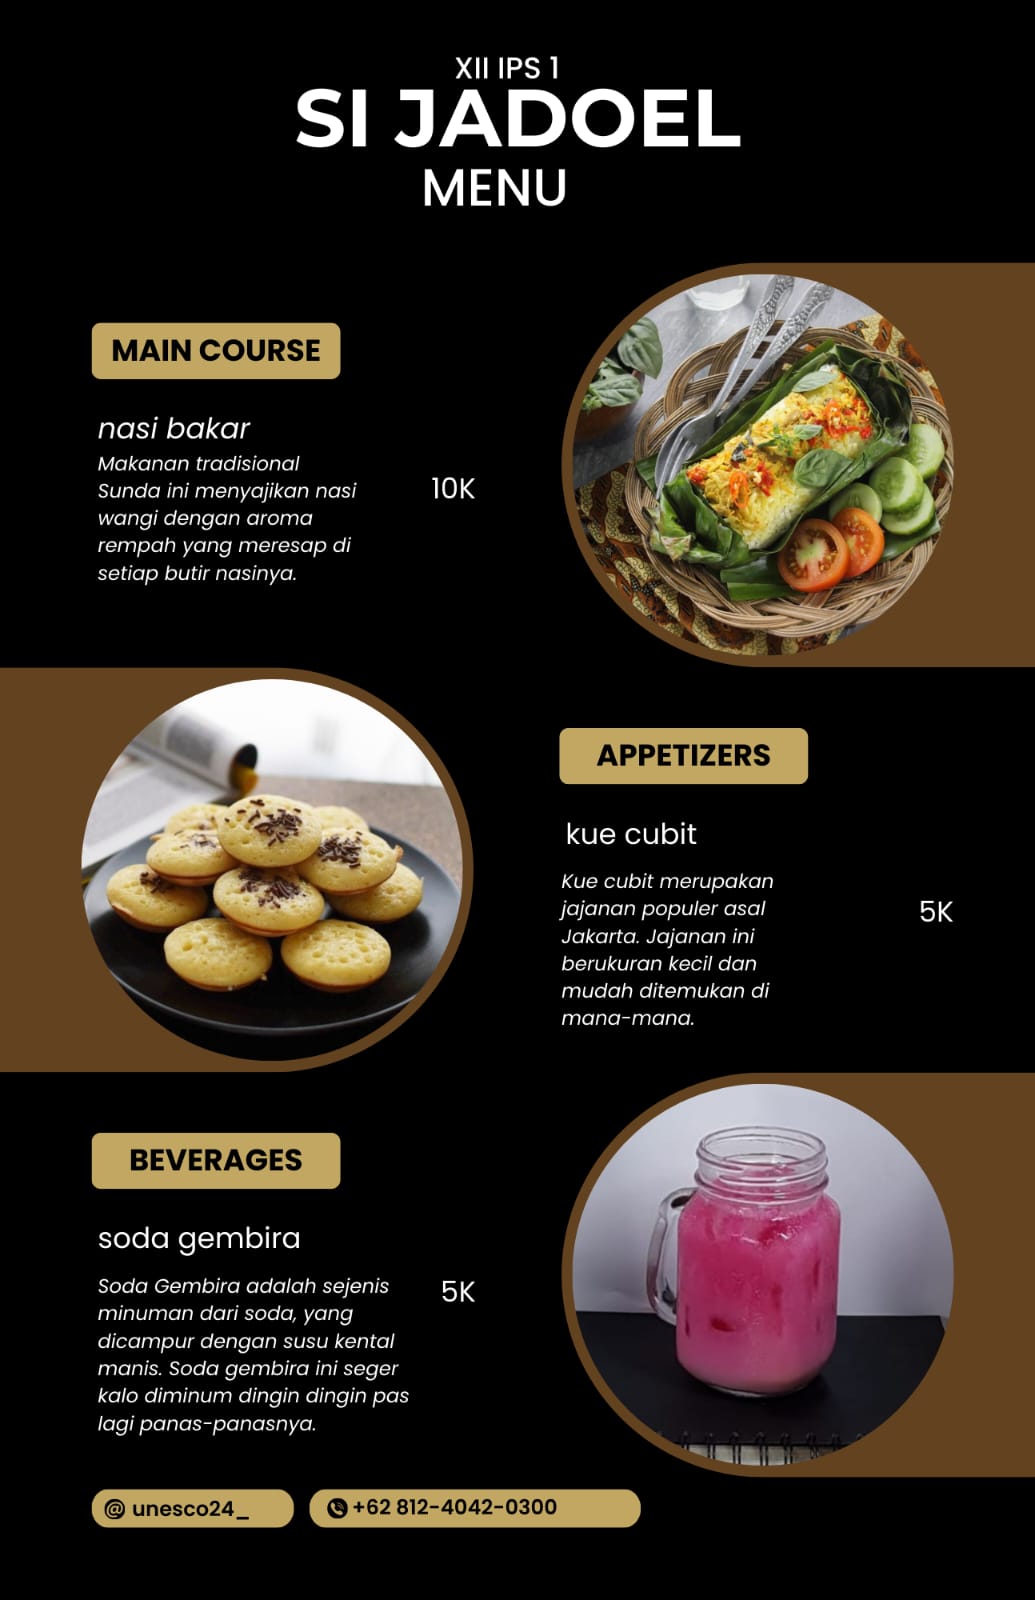 XII IPS 1
SI JADOEL
MENU
MAIN COURSE
nasi bakar
Makanan tradisional
Sunda ini menyajikan nasi
wangi dengan aroma
rempah yang meresap di
setiap butir nasinya.
10K
APPETIZERS
kue cubit
Kue cubit merupakan
jajanan populer asal
Jakarta. Jajanan ini
berukuran kecil dan
mudah ditemukan di
mana-mana.
5K
BEVERAGES
soda gembira
Soda Gembira adalah sejenis
minuman dari soda, yang
dicampur dengan susu kental
manis. Soda gembira ini seger
kalo diminum dingin dingin pas
lagi panas-panasnya.
5K
@ unesco24_
+62 812-4042-0300